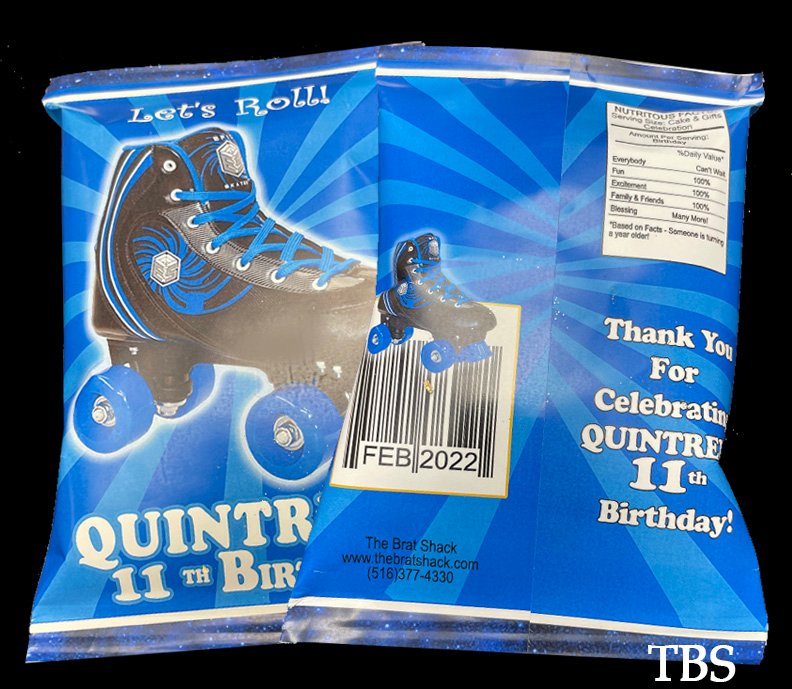 Let's Roll!
QUINTR
11 TH BIR
FEB 2022
The Brat Shack
www.thebratshack.com
(516)377-4330
NUTRITOUS FACTS
Serving Size: Cake & Gifts
Celebration
Amount Per Serving:
Birthday
%Daily Value*
Everybody Can't Wait
Fun 100%
Excitement 100%
Family & Friends 100%
Blessing Many More!
*Based on Facts - Someone is turning
a year older!
Thank You
For
Celebratin
QUINTRE
11th
Birthday!
TBS